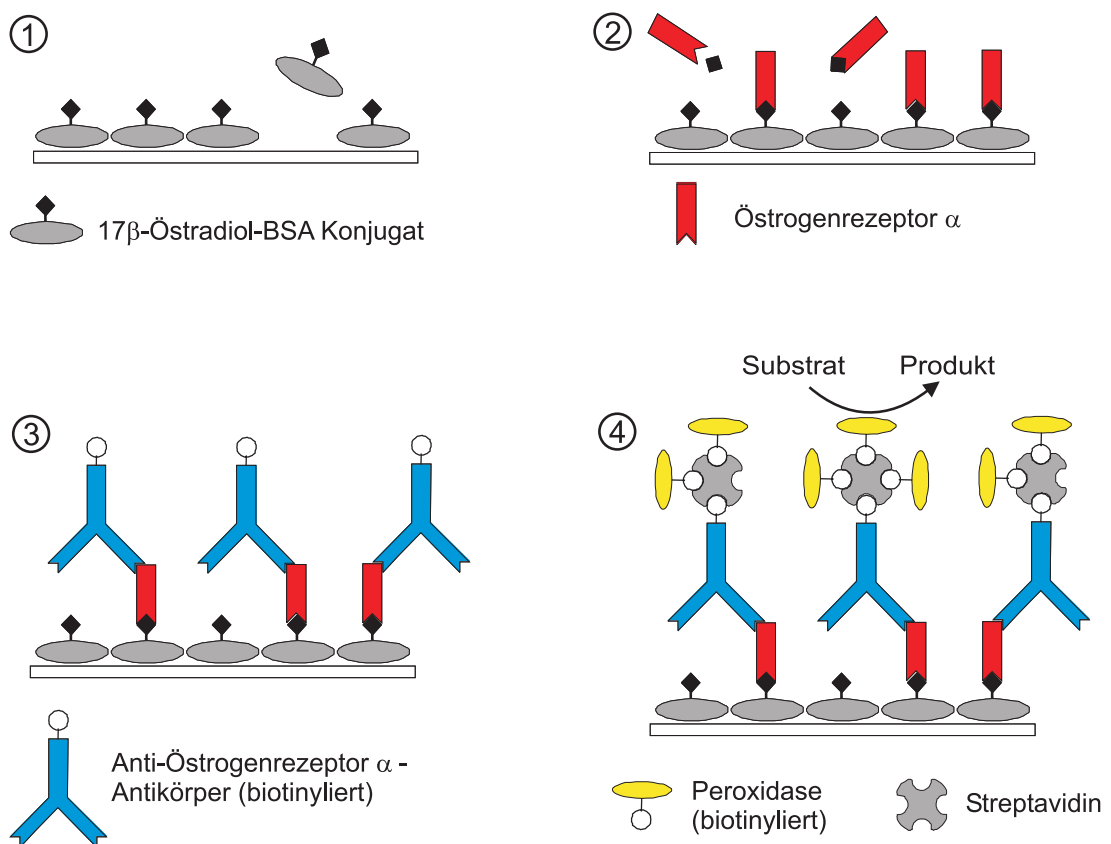 1
17β-Östradiol-BSA Konjugat
2
Östrogenrezeptor α
3
Anti-Östrogenrezeptor α -
Antikörper (biotinyliert)
Substrat Produkt
4
Peroxidase
(biotinyliert)
Streptavidin